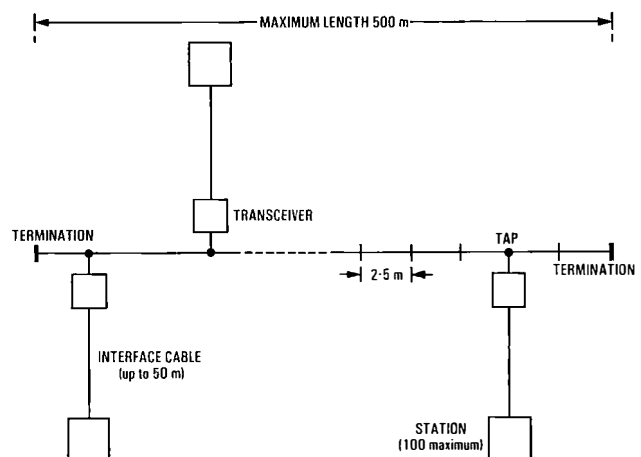 MAXIMUM LENGTH 500 m
TRANSCEIVER
TERMINATION
TAP
2·5 m
TERMINATION
INTERFACE CABLE
(up to 50 m)
STATION
(100 maximum)